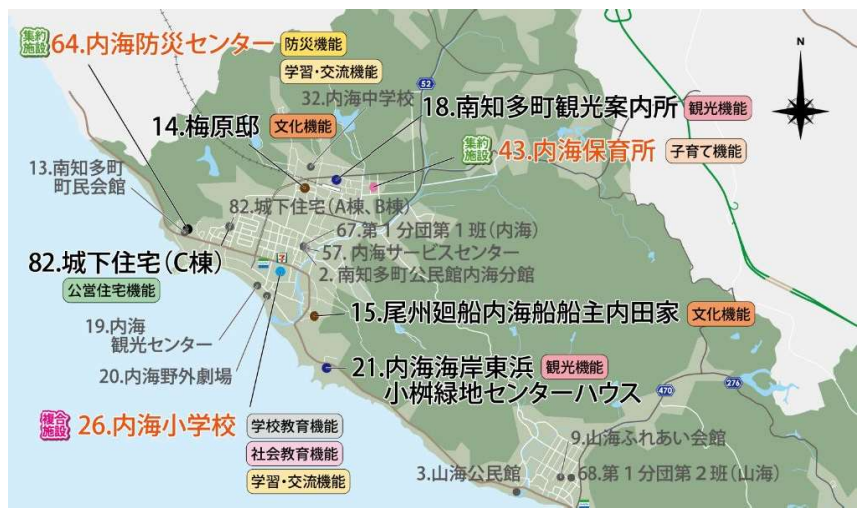 集約施設
64.内海防災センター
防災機能
学習・交流機能
32.内海中学校
52
N
18.南知多町観光案内所
観光機能
14.梅原邸
文化機能
集約施設
43.内海保育所
子育て機能
13.南知多町
町民会館
82.城下住宅(A棟、B棟)
67.第1分団第1班(内海)
57.内海サービスセンター
2.南知多町公民館内海分館
82.城下住宅(C棟)
公営住宅機能
7
15.尾州廻船内海船船主内田家
文化機能
19.内海
観光センター
20.内海野外劇場
21.内海海岸東浜
小桝緑地センターハウス
観光機能
470
276
複合施設
26.内海小学校
学校教育機能
社会教育機能
学習・交流機能
9.山海ふれあい会館
3.山海公民館
68.第1分団第2班(山海)